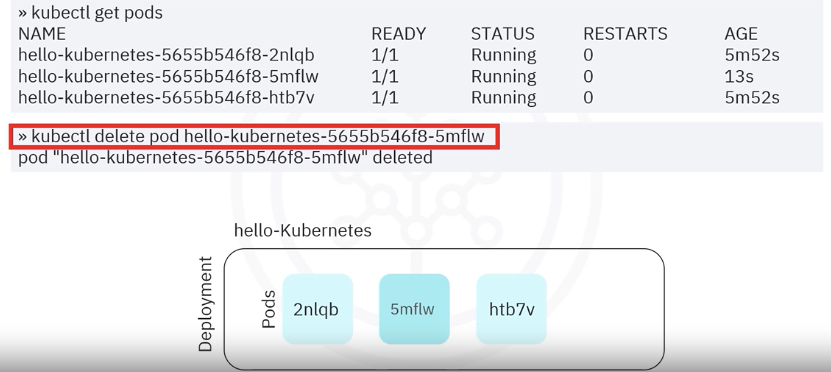 » kubectl get pods
NAME READY STATUS RESTARTS AGE
hello-kubernetes-5655b546f8-2nlqb 1/1 Running 0 5m52s
hello-kubernetes-5655b546f8-5mflw 1/1 Running 0 13s
hello-kubernetes-5655b546f8-htb7v 1/1 Running 0 5m52s
» kubectl delete pod hello-kubernetes-5655b546f8-5mflw
pod "hello-kubernetes-5655b546f8-5mflw" deleted
hello-Kubernetes
Deployment
Pods
2nlqb 5mflw htb7v